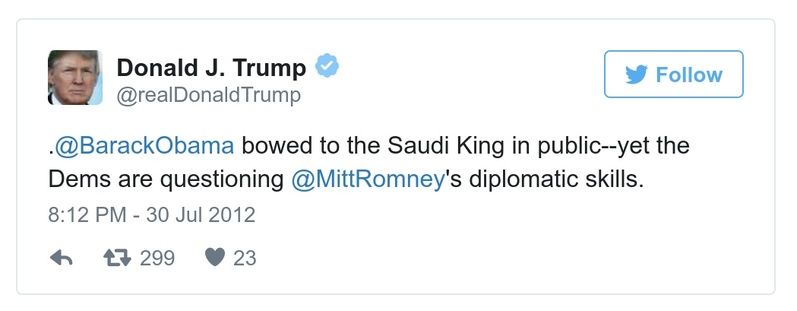 Donald J. Trump
@realDonaldTrump
Follow
.@BarackObama bowed to the Saudi King in public--yet the
Dems are questioning @MittRomney's diplomatic skills.
8:12 PM - 30 Jul 2012
299 23